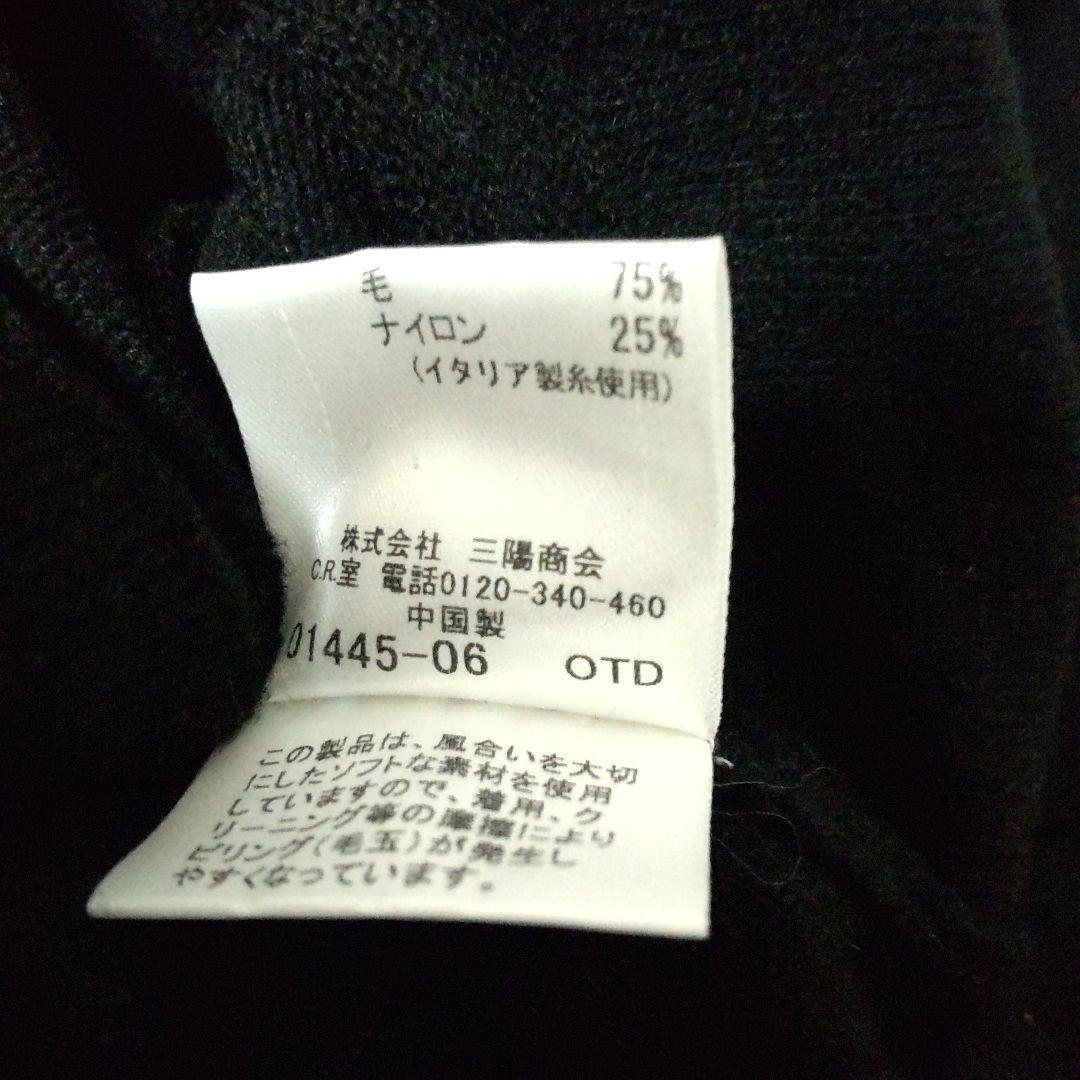 毛 75%
ナイロン 25%
(イタリア製糸使用)
株式会社 三陽商会
C.R.室 電話0120-340-460
中国製
01445-06 OTD
この製品は、風合いを大切
にしたソフトな素材を使用
していますので、着用、ク
リーニング等の摩擦により
ピリング(毛玉)が発生し
やすくなっています。